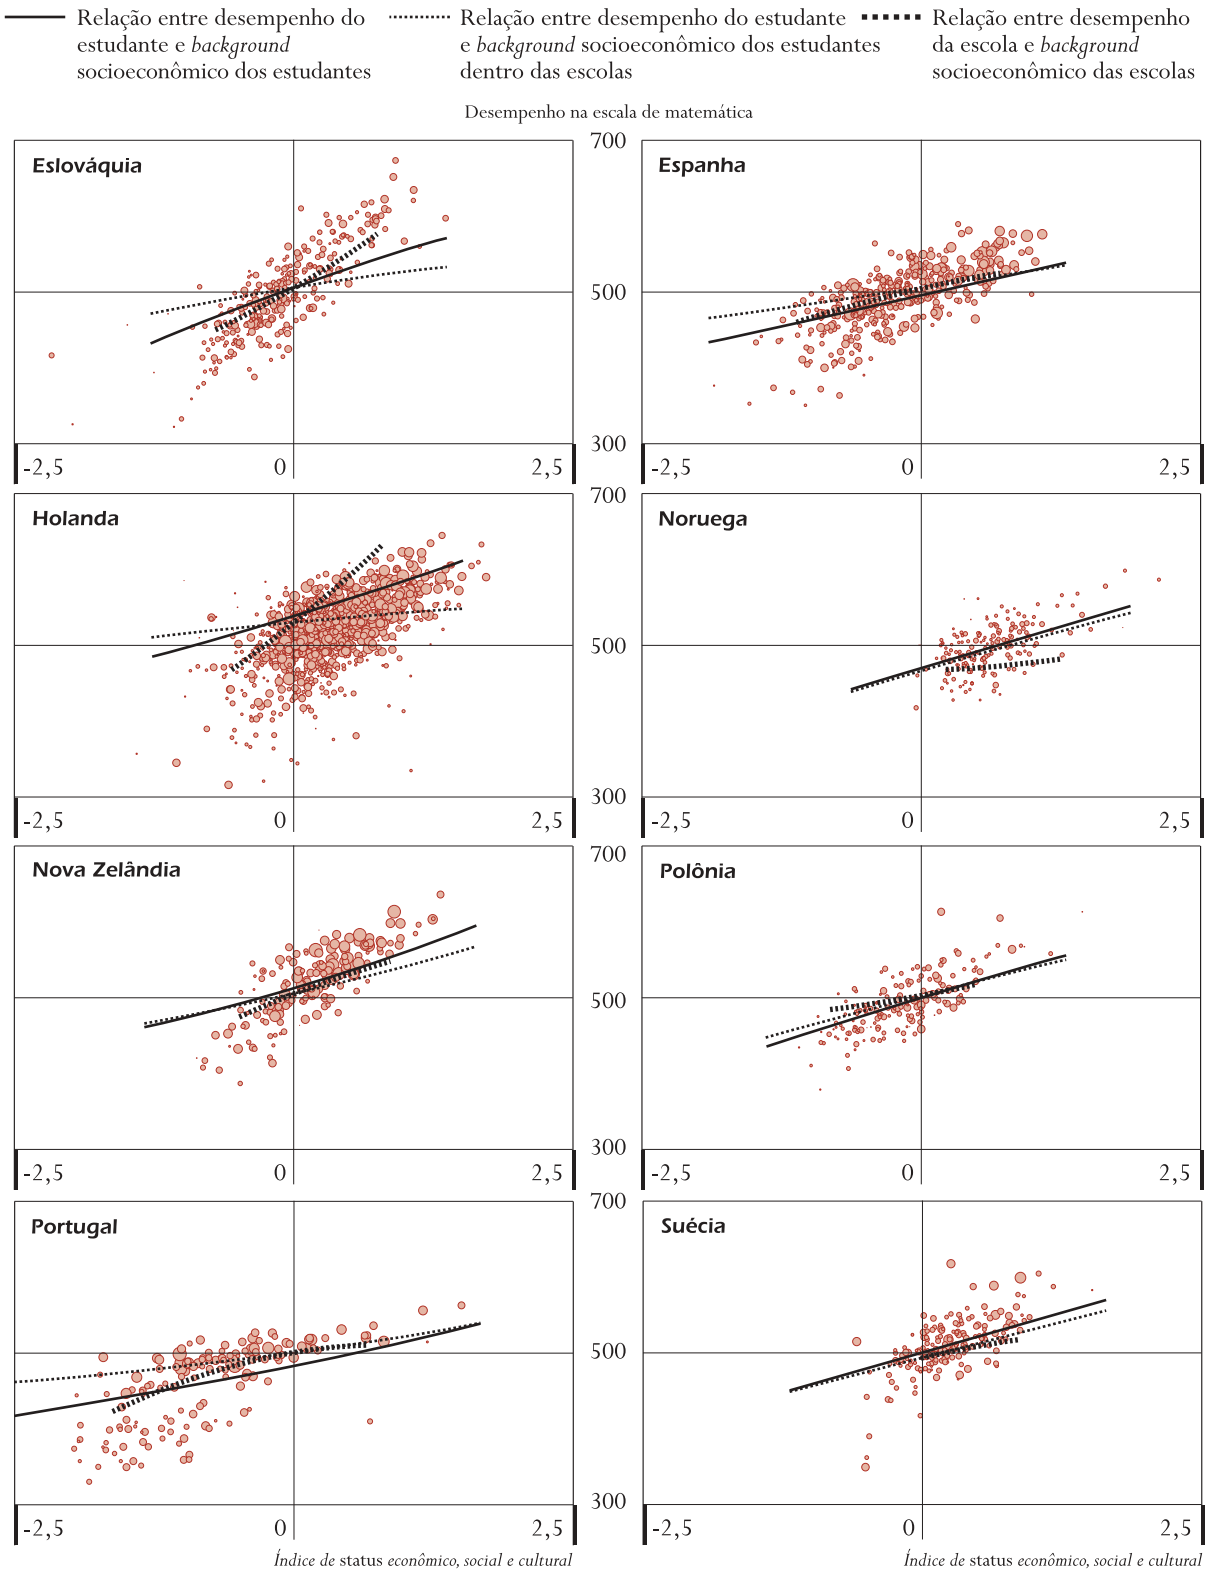 Relação entre desempenho do
estudante e background
socioeconômico dos estudantes
Relação entre desempenho do estudante
e background socioeconômico dos estudantes
dentro das escolas
Relação entre desempenho
da escola e background
socioeconômico das escolas
Desempenho na escala de matemática
Eslováquia
700
500
300
-2,5 0 2,5
Espanha
-2,5 0 2,5
Holanda
700
500
300
-2,5 0 2,5
Noruega
-2,5 0 2,5
Nova Zelândia
700
500
300
-2,5 0 2,5
Polônia
-2,5 0 2,5
Portugal
700
500
300
-2,5 0 2,5
Suécia
-2,5 0 2,5
Índice de status econômico, social e cultural
Índice de status econômico, social e cultural